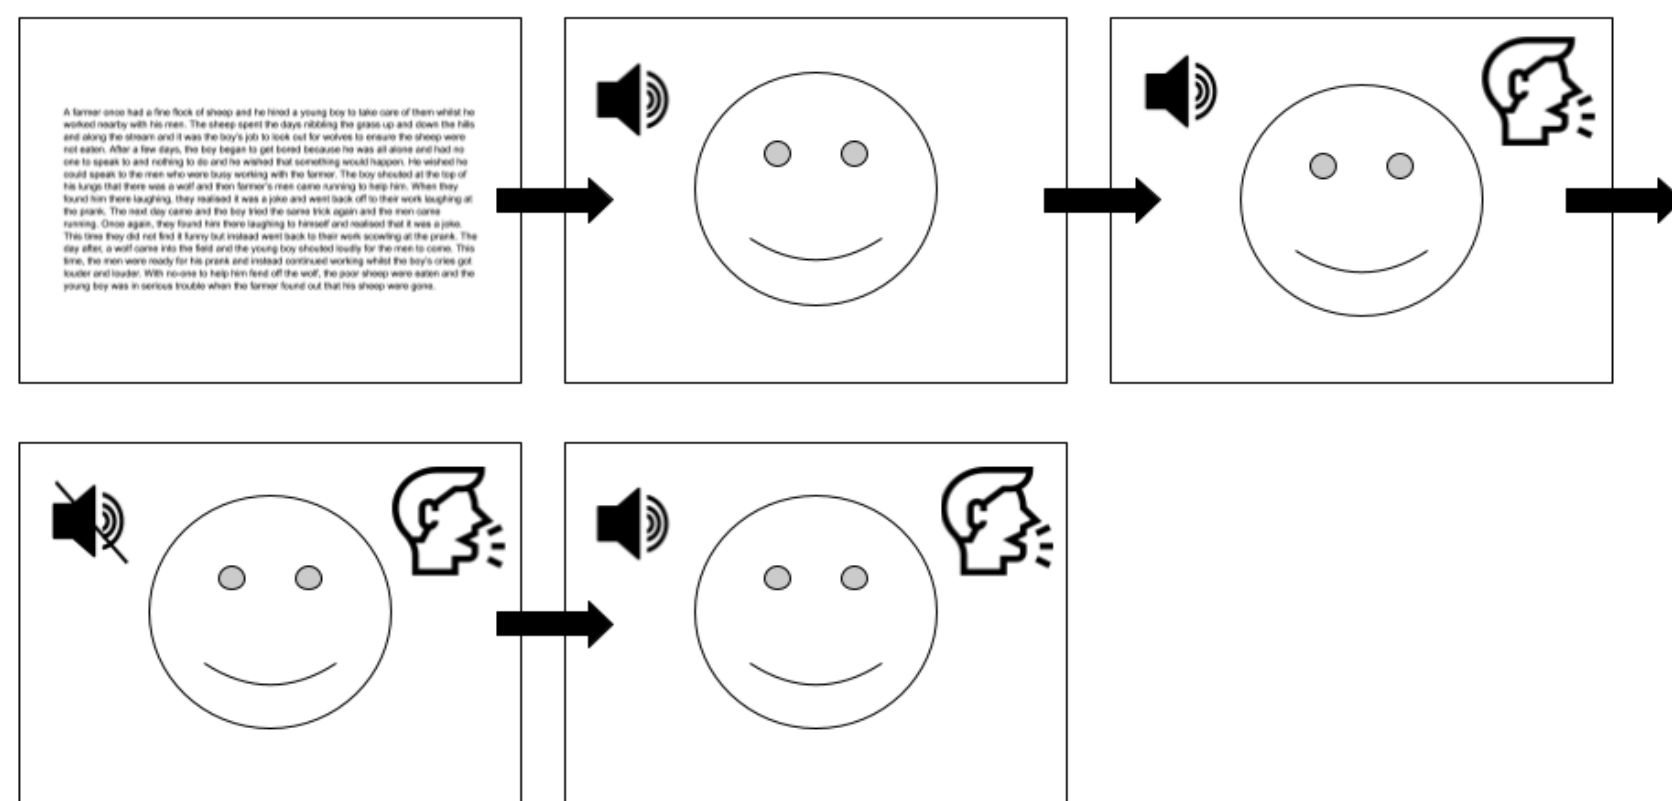 A farmer once had a fine flock of sheep and he hired a young boy to take care of them whilst he
worked nearby with his men. The sheep spent the days nibbling the grass up and down the hills
and along the stream and it was the boy's job to look out for wolves to ensure the sheep were
not eaten. After a few days, the boy began to get bored because he was all alone and had no
one to speak to and nothing to do and he wished that something would happen. He wished he
could speak to the men who were busy working with the farmer. The boy shouted at the top of
his lungs that there was a wolf and then farmer's men came running to help him. When they
found him there laughing, they realised it was a joke and went back off to their work laughing at
the prank. The next day came and the boy tried the same trick again and the men came
running. Once again, they found him there laughing to himself and realised that it was a joke.
This time they did not find it funny but instead went back to their work scowling at the prank. The
day after, a wolf came into the field and the young boy shouted loudly for the men to come. This
time, the men were ready for his prank and instead continued working whilst the boy's cries got
louder and louder. With no-one to help him fend off the wolf, the poor sheep were eaten and the
young boy was in serious trouble when the farmer found out that his sheep were gone.